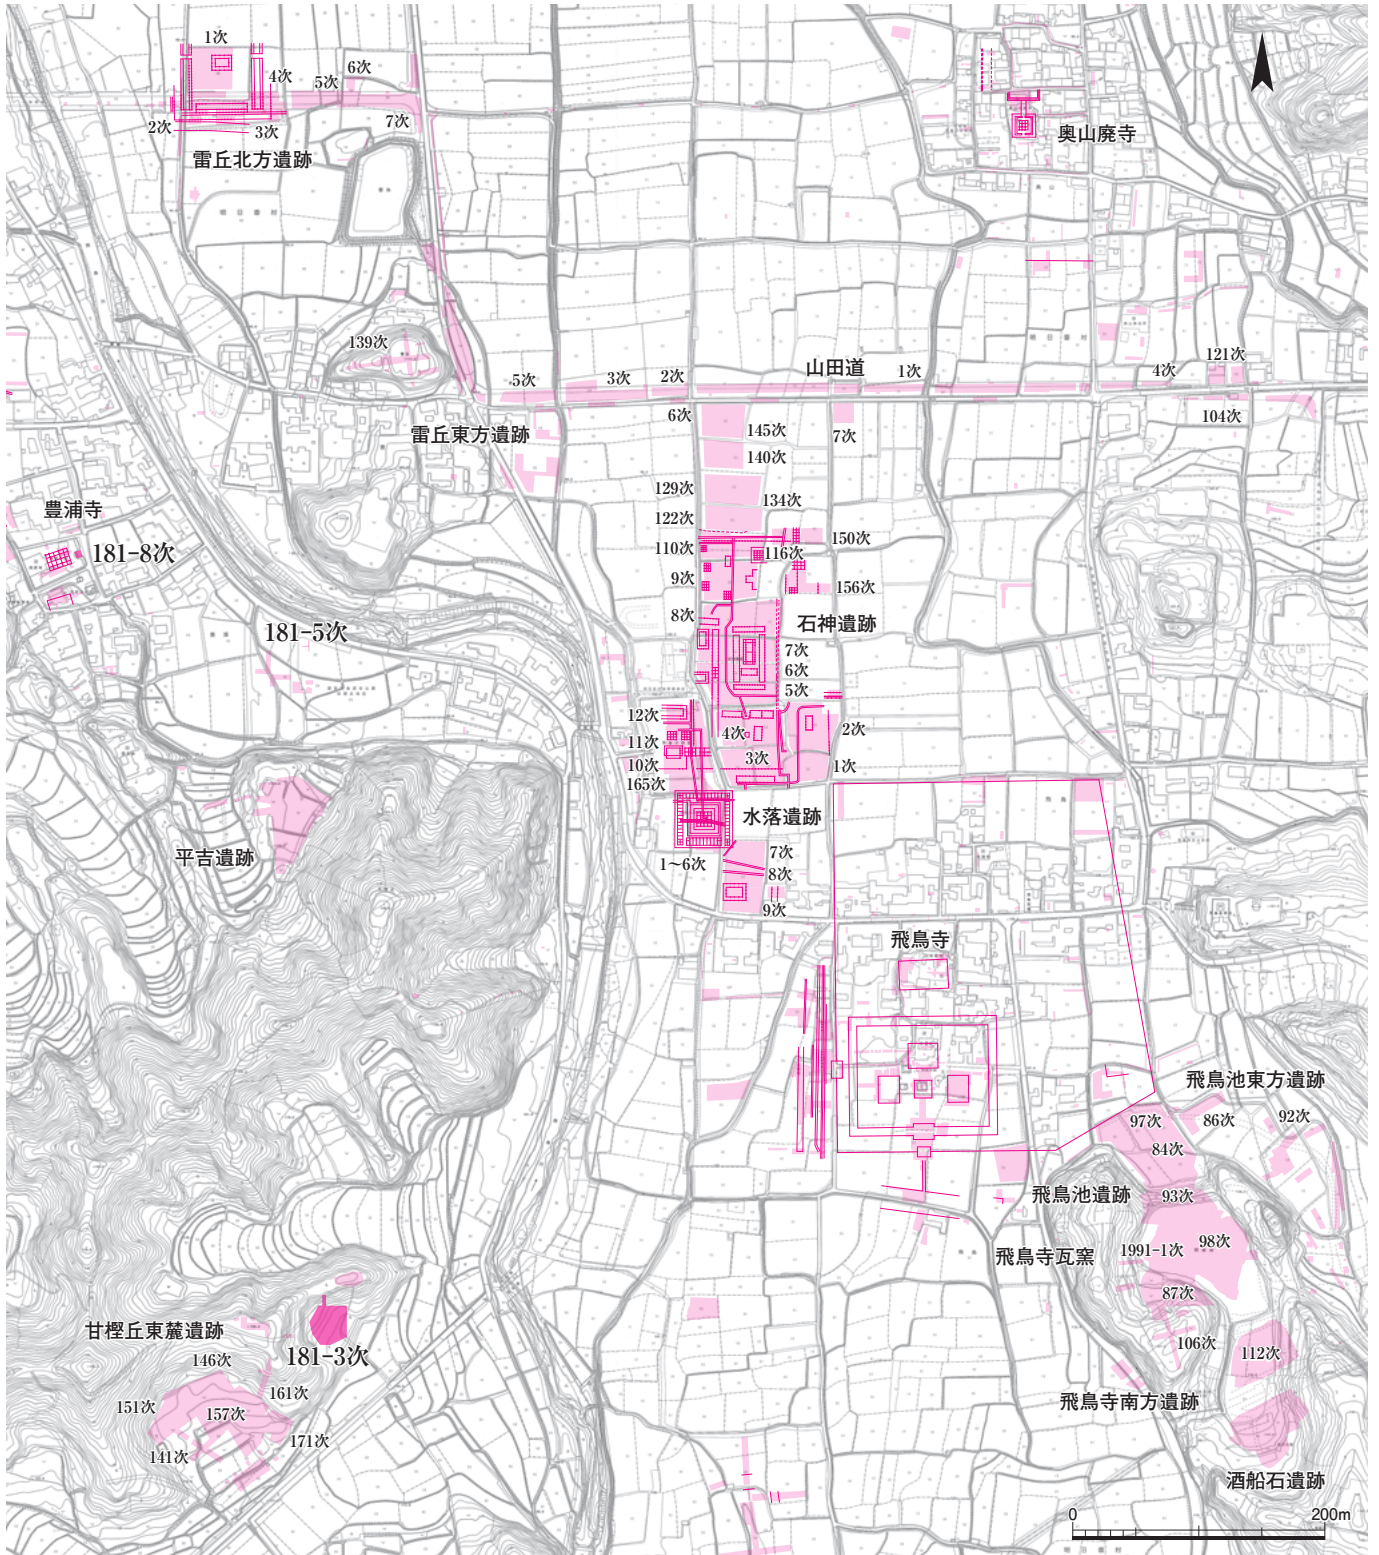 1次
4次
5次
6次
2次
3次
7次
雷丘北方遺跡
奥山廃寺
139次
5次
3次
2次
山田道
1次
4次
121次
雷丘東方遺跡
6次
145次
7次
104次
140次
129次
134次
122次
豊浦寺
181-8次
110次
116次
150次
9次
156次
8次
石神遺跡
181-5次
7次
6次
5次
12次
4次
2次
11次
3次
10次
1次
165次
水落遺跡
平吉遺跡
1〜6次
7次
8次
9次
飛鳥寺
飛鳥池東方遺跡
97次
86次
92次
84次
飛鳥池遺跡
93次
飛鳥寺瓦窯
1991-1次
98次
87次
甘樫丘東麓遺跡
181-3次
106次
112次
146次
161次
151次
157次
飛鳥寺南方遺跡
171次
141次
酒船石遺跡
0
200m